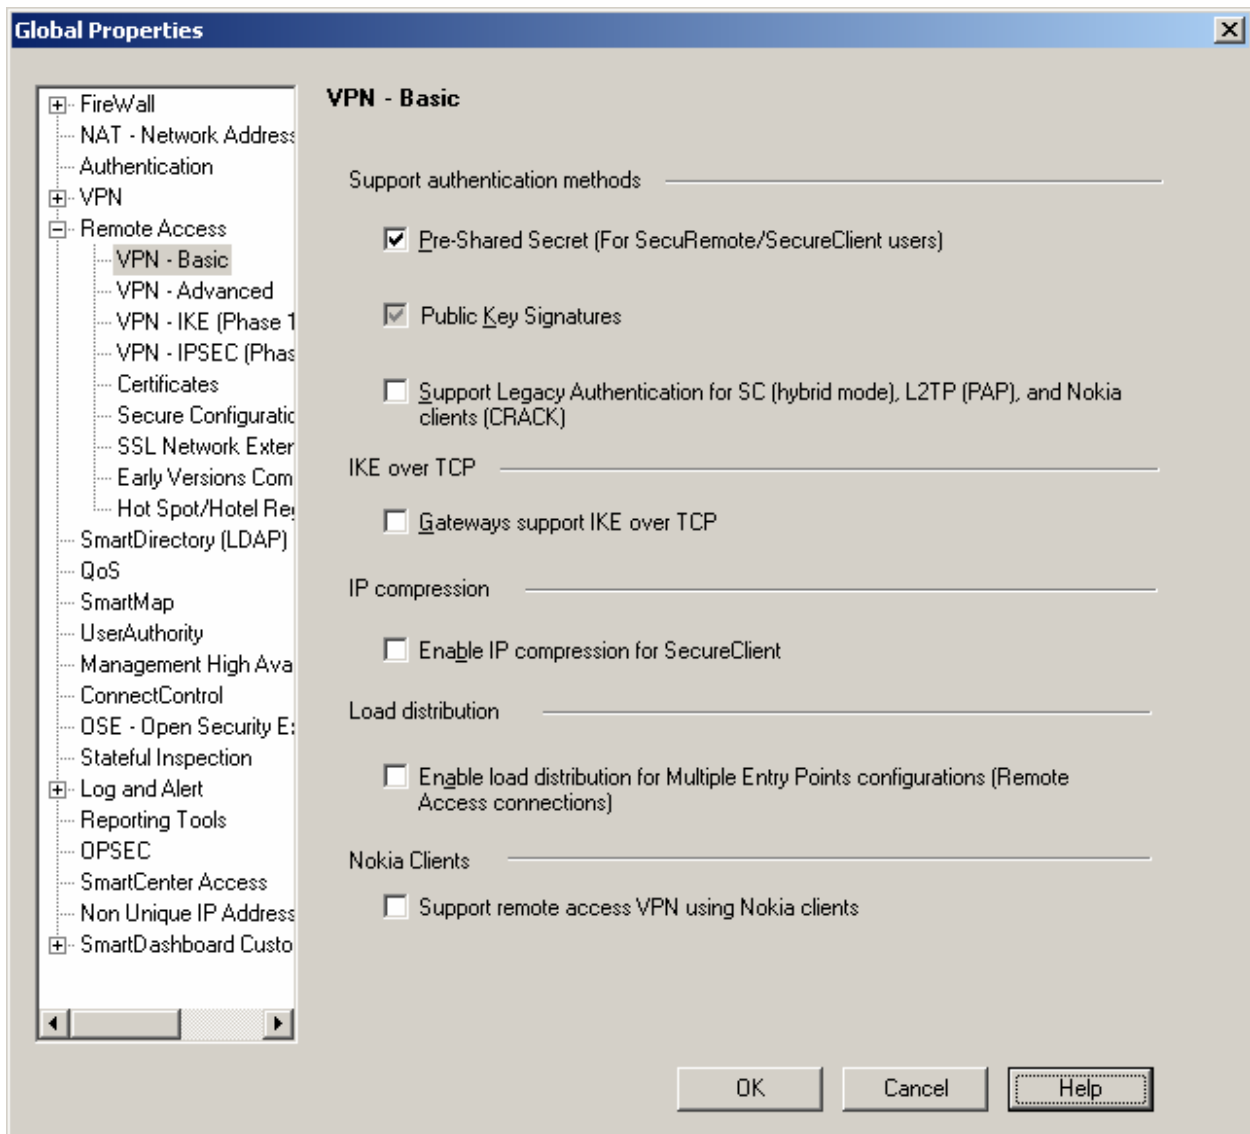 Global Properties
FireWall
NAT - Network Address
Authentication
VPN
Remote Access
VPN - Basic
VPN - Advanced
VPN - IKE (Phase 1
VPN - IPSEC (Phas
Certificates
Secure Configuratio
SSL Network Exter
Early Versions Com
Hot Spot/Hotel Reg
SmartDirectory (LDAP)
QoS
SmartMap
UserAuthority
Management High Ava
ConnectControl
OSE - Open Security E
Stateful Inspection
Log and Alert
Reporting Tools
OPSEC
SmartCenter Access
Non Unique IP Address
SmartDashboard Custo
VPN - Basic
Support authentication methods
Pre-Shared Secret (For SecuRemote/SecureClient users)
Public Key Signatures
Support Legacy Authentication for SC (hybrid mode), L2TP (PAP), and Nokia
clients (CRACK)
IKE over TCP
Gateways support IKE over TCP
IP compression
Enable IP compression for SecureClient
Load distribution
Enable load distribution for Multiple Entry Points configurations (Remote
Access connections)
Nokia Clients
Support remote access VPN using Nokia clients
OK
Cancel
Help